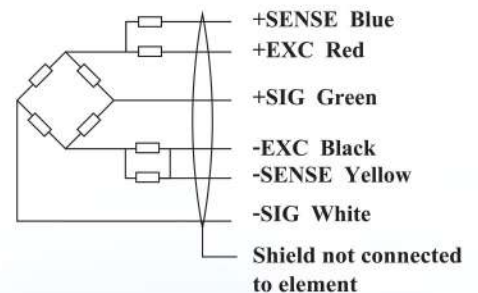 +SENSE Blue
+EXC Red
+SIG Green
-EXC Black
-SENSE Yellow
-SIG White
Shield not connected
to element